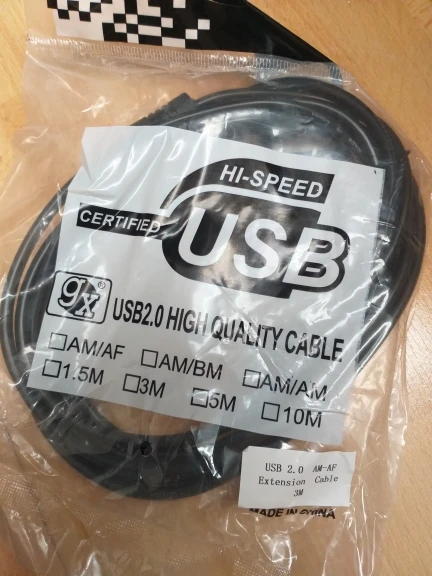 HI-SPEED
CERTIFIED
USB
gx®
USB2.0 HIGH QUALITY CABLE
☐AM/AF ☐AM/BM ☐AM/AM
☐1.5M ☐3M ☐5M ☐10M
USB 2.0 AM-AF
Extension Cable
3M
MADE IN CHINA